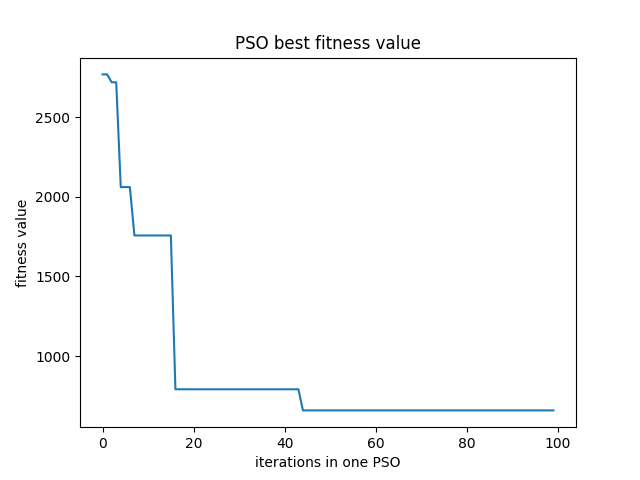 PSO best fitness value
fitness value
2500
2000
1500
1000
0 20 40 60 80 100
iterations in one PSO